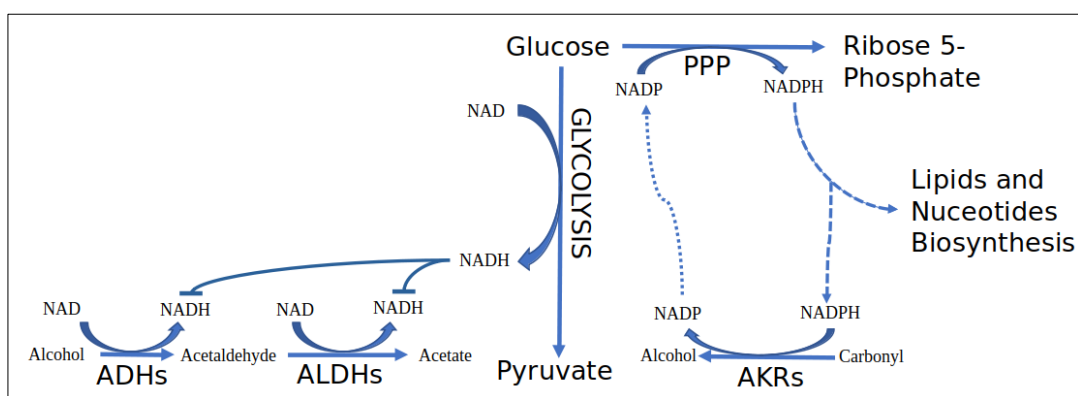 Glucose
Ribose 5-
Phosphate
PPP
NADP
NADPH
NAD
GLYCOLYSIS
Lipids and
Nuceotides
Biosynthesis
NADH
NAD
NADH
NAD
NADH
NADP
NADPH
Alcohol
Acetaldehyde
Acetate
Pyruvate
Alcohol
Carbonyl
ADHs
ALDHs
AKRs